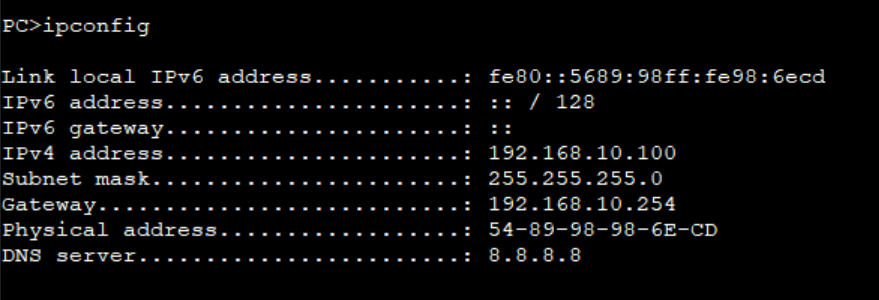 PC>ipconfig
Link local IPv6 address...........: fe80::5689:98ff:fe98:6ecd
IPv6 address......................: :: / 128
IPv6 gateway......................: ::
IPv4 address......................: 192.168.10.100
Subnet mask.......................: 255.255.255.0
Gateway...........................: 192.168.10.254
Physical address..................: 54-89-98-98-6E-CD
DNS server........................: 8.8.8.8